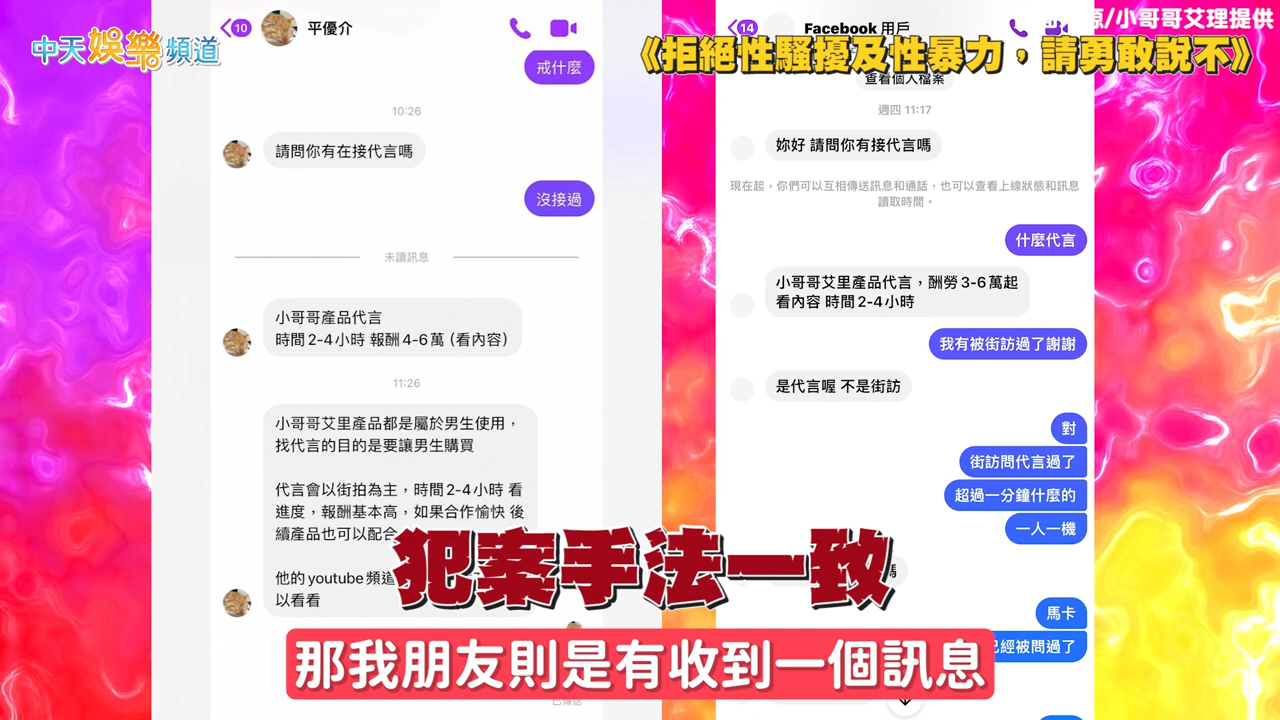 中天娛樂頻道
源/小哥哥艾理提供
《拒絕性騷擾及性暴力，請勇敢說不》
10
平優介
戒什麼
10:26
請問你有在接代言嗎
沒接過
未讀訊息
小哥哥產品代言
時間2-4小時 報酬4-6萬（看內容）
11:26
小哥哥艾里產品都是屬於男生使用，
找代言的目的是要讓男生購買
代言會以街拍為主，時間2-4小時 看
進度，報酬基本高，如果合作愉快 後
續產品也可以配合
他的youtube頻道
以看看
14
Facebook 用戶
查看個人檔案
週四 11:17
妳好 請問你有接代言嗎
現在起，你們可以互相傳送訊息和通話，也可以查看上線狀態和訊息
讀取時間。
什麼代言
小哥哥艾里產品代言，酬勞3-6萬起
看內容 時間2-4小時
我有被街訪過了謝謝
是代言喔 不是街訪
對
街訪問代言過了
超過一分鐘什麼的
一人一機
嗎
馬卡
已經被問過了
犯案手法一致
那我朋友則是有收到一個訊息
已傳送